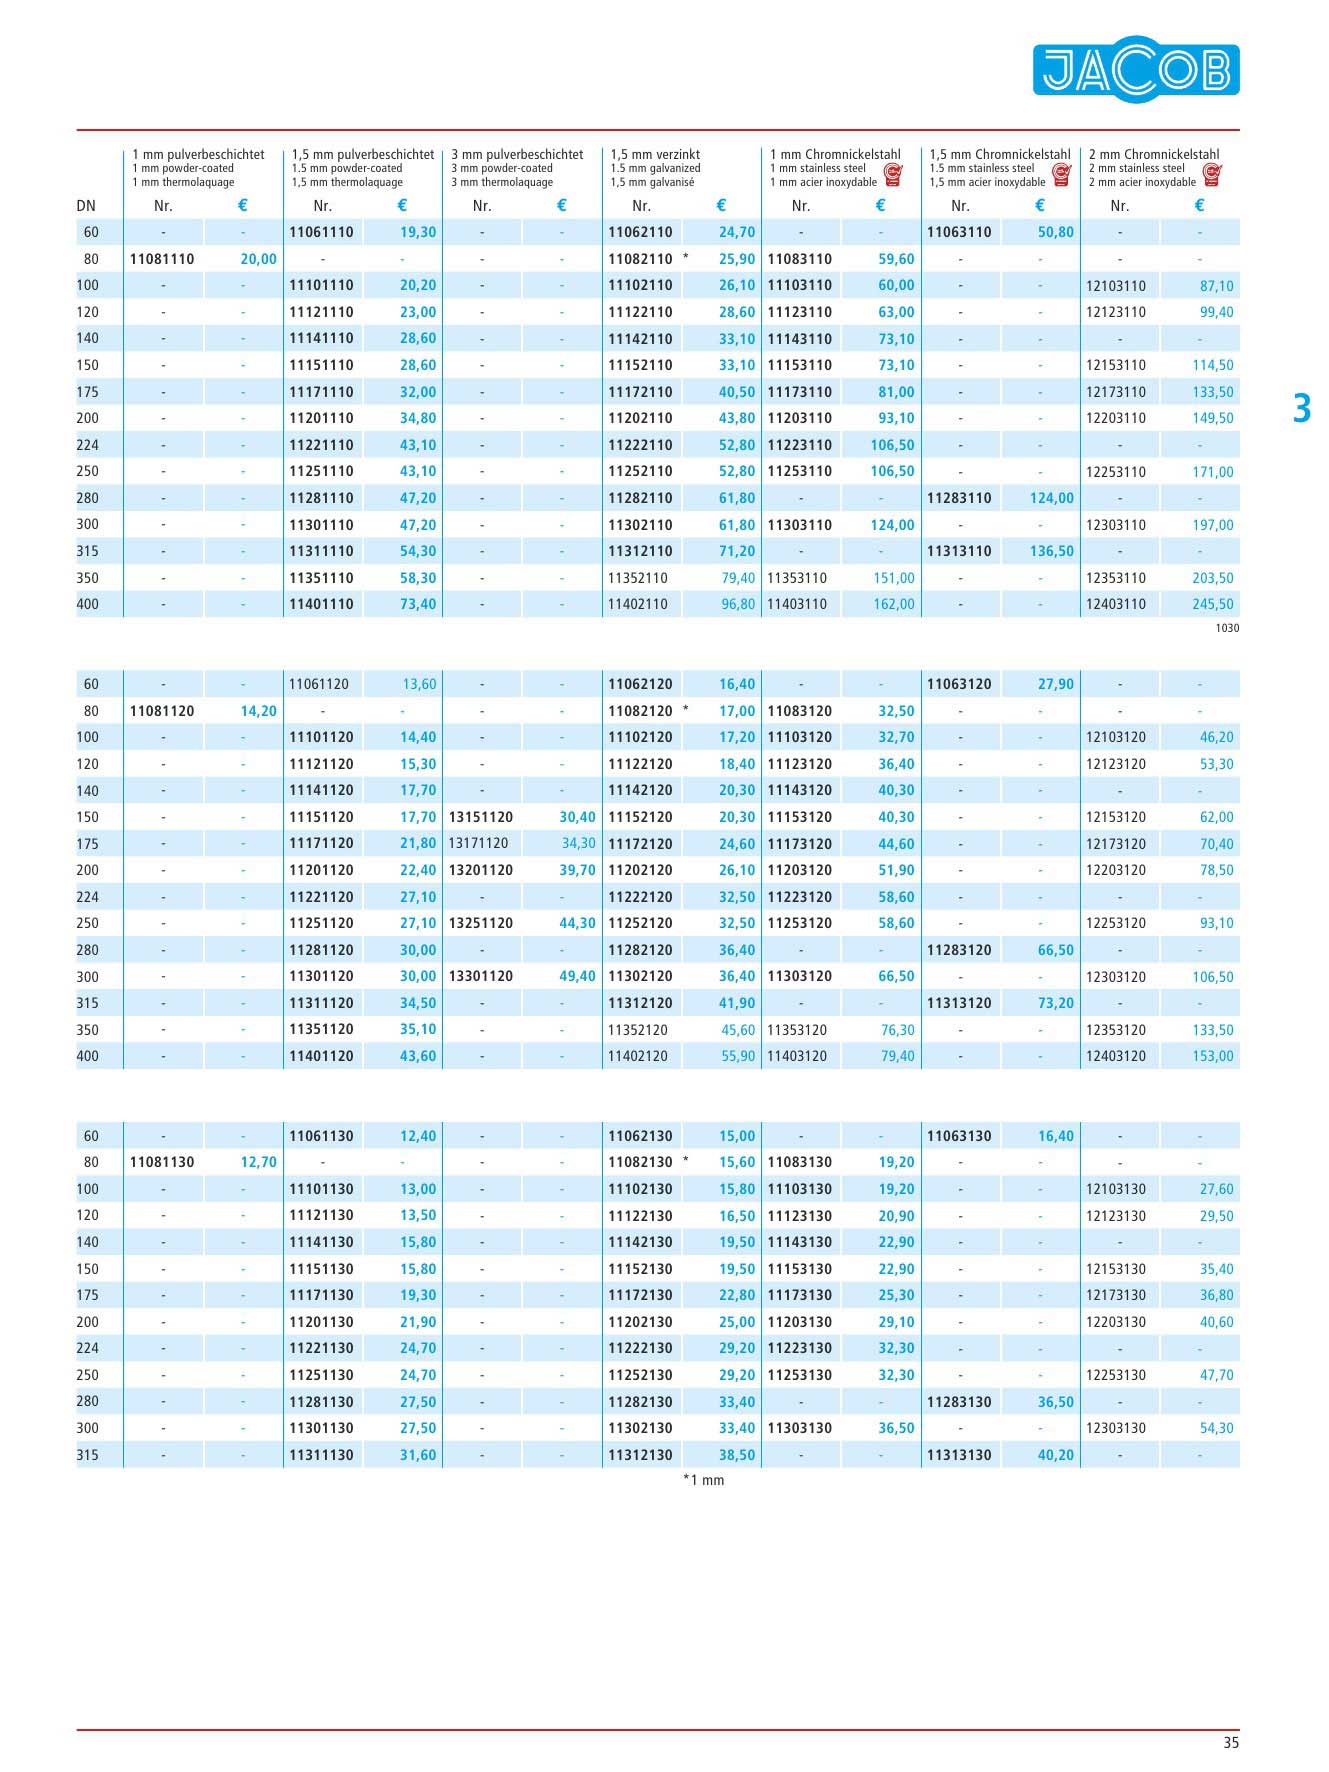 JACOB
1 mm pulverbeschichtet 1,5 mm pulverbeschichtet 3 mm pulverbeschichtet 1,5 mm verzinkt 1 mm Chromnickelstahl 1,5 mm Chromnickelstahl 2 mm Chromnickelstahl
1 mm powder-coated 1.5 mm powder-coated 3 mm powder-coated 1.5 mm galvanized 1 mm stainless steel 1.5 mm stainless steel 2 mm stainless steel
1 mm thermolaquage 1,5 mm thermolaquage 3 mm thermolaquage 1,5 mm galvanisé 1 mm acier inoxydable 1,5 mm acier inoxydable 2 mm acier inoxydable
DN Nr. € Nr. € Nr. € Nr. € Nr. € Nr. € Nr. €
60 - - 11061110 19,30 - - 11062110 24,70 - - 11063110 50,80 - -
80 11081110 20,00 - - - - 11082110 * 25,90 11083110 59,60 - - - -
100 - - 11101110 20,20 - - 11102110 26,10 11103110 60,00 - - 12103110 87,10
120 - - 11121110 23,00 - - 11122110 28,60 11123110 63,00 - - 12123110 99,40
140 - - 11141110 28,60 - - 11142110 33,10 11143110 73,10 - - - -
150 - - 11151110 28,60 - - 11152110 33,10 11153110 73,10 - - 12153110 114,50
175 - - 11171110 32,00 - - 11172110 40,50 11173110 81,00 - - 12173110 133,50
200 - - 11201110 34,80 - - 11202110 43,80 11203110 93,10 - - 12203110 149,50
3
224 - - 11221110 43,10 - - 11222110 52,80 11223110 106,50 - - - -
250 - - 11251110 43,10 - - 11252110 52,80 11253110 106,50 - - 12253110 171,00
280 - - 11281110 47,20 - - 11282110 61,80 - - 11283110 124,00 - -
300 - - 11301110 47,20 - - 11302110 61,80 11303110 124,00 - - 12303110 197,00
315 - - 11311110 54,30 - - 11312110 71,20 - - 11313110 136,50 - -
350 - - 11351110 58,30 - - 11352110 79,40 11353110 151,00 - - 12353110 203,50
400 - - 11401110 73,40 - - 11402110 96,80 11403110 162,00 - - 12403110 245,50
1030
60 - - 11061120 13,60 - - 11062120 16,40 - - 11063120 27,90 - -
80 11081120 14,20 - - - - 11082120 * 17,00 11083120 32,50 - - - -
100 - - 11101120 14,40 - - 11102120 17,20 11103120 32,70 - - 12103120 46,20
120 - - 11121120 15,30 - - 11122120 18,40 11123120 36,40 - - 12123120 53,30
140 - - 11141120 17,70 - - 11142120 20,30 11143120 40,30 - - - -
150 - - 11151120 17,70 13151120 30,40 11152120 20,30 11153120 40,30 - - 12153120 62,00
175 - - 11171120 21,80 13171120 34,30 11172120 24,60 11173120 44,60 - - 12173120 70,40
200 - - 11201120 22,40 13201120 39,70 11202120 26,10 11203120 51,90 - - 12203120 78,50
224 - - 11221120 27,10 - - 11222120 32,50 11223120 58,60 - - - -
250 - - 11251120 27,10 13251120 44,30 11252120 32,50 11253120 58,60 - - 12253120 93,10
280 - - 11281120 30,00 - - 11282120 36,40 - - 11283120 66,50 - -
300 - - 11301120 30,00 13301120 49,40 11302120 36,40 11303120 66,50 - - 12303120 106,50
315 - - 11311120 34,50 - - 11312120 41,90 - - 11313120 73,20 - -
350 - - 11351120 35,10 - - 11352120 45,60 11353120 76,30 - - 12353120 133,50
400 - - 11401120 43,60 - - 11402120 55,90 11403120 79,40 - - 12403120 153,00
60 - - 11061130 12,40 - - 11062130 15,00 - - 11063130 16,40 - -
80 11081130 12,70 - - - - 11082130 * 15,60 11083130 19,20 - - - -
100 - - 11101130 13,00 - - 11102130 15,80 11103130 19,20 - - 12103130 27,60
120 - - 11121130 13,50 - - 11122130 16,50 11123130 20,90 - - 12123130 29,50
140 - - 11141130 15,80 - - 11142130 19,50 11143130 22,90 - - - -
150 - - 11151130 15,80 - - 11152130 19,50 11153130 22,90 - - 12153130 35,40
175 - - 11171130 19,30 - - 11172130 22,80 11173130 25,30 - - 12173130 36,80
200 - - 11201130 21,90 - - 11202130 25,00 11203130 29,10 - - 12203130 40,60
224 - - 11221130 24,70 - - 11222130 29,20 11223130 32,30 - - - -
250 - - 11251130 24,70 - - 11252130 29,20 11253130 32,30 - - 12253130 47,70
280 - - 11281130 27,50 - - 11282130 33,40 - - 11283130 36,50 - -
300 - - 11301130 27,50 - - 11302130 33,40 11303130 36,50 - - 12303130 54,30
315 - - 11311130 31,60 - - 11312130 38,50 - - 11313130 40,20 - -
*1 mm
35